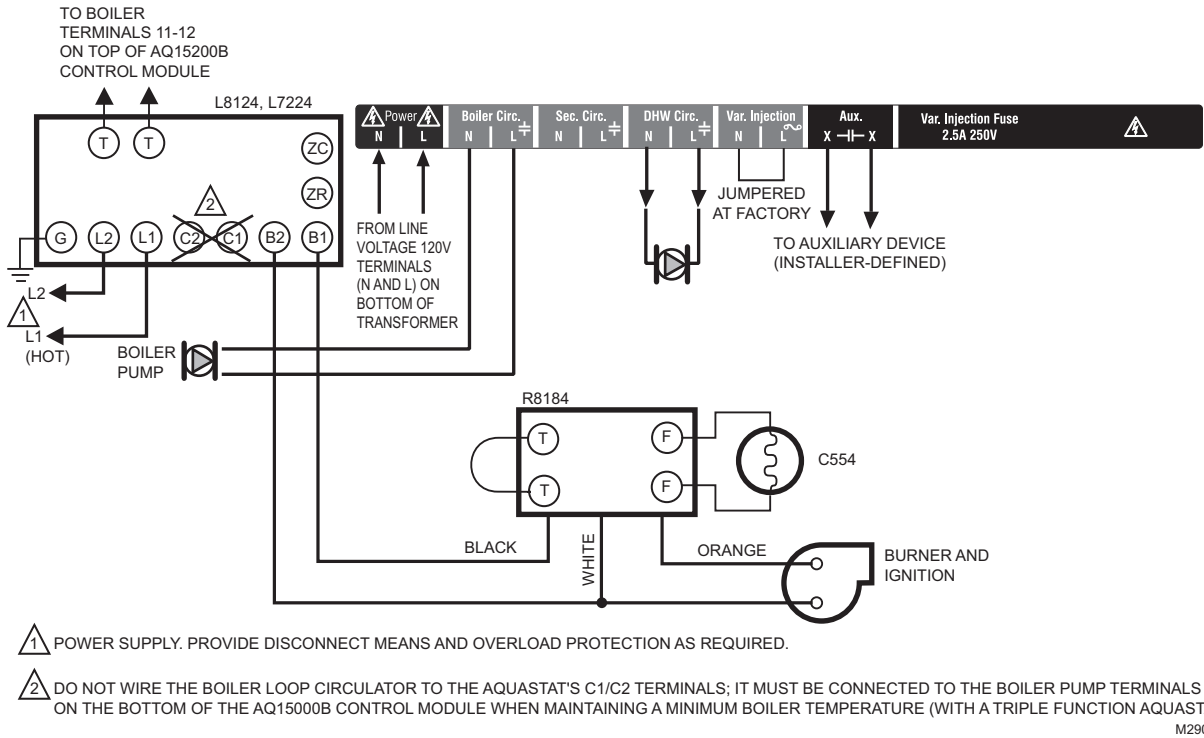 TO BOILER
TERMINALS 11-12
ON TOP OF AQ15200B
CONTROL MODULE
L8124, L7224
T T ZC
ZR
2
G L2 L1 C2 C1 B2 B1
L2
1
L1
(HOT)
Power
N L
Boiler Circ.
N L
Sec. Circ.
N L
DHW Circ.
N L
Var. Injection
N L
Aux.
X X
Var. Injection Fuse
2.5A 250V
FROM LINE
VOLTAGE 120V
TERMINALS
(N AND L) ON
BOTTOM OF
TRANSFORMER
JUMPERED
AT FACTORY
TO AUXILIARY DEVICE
(INSTALLER-DEFINED)
BOILER
PUMP
R8184
T F
T F
C554
BLACK
WHITE
ORANGE
BURNER AND
IGNITION
1 POWER SUPPLY. PROVIDE DISCONNECT MEANS AND OVERLOAD PROTECTION AS REQUIRED.
2 DO NOT WIRE THE BOILER LOOP CIRCULATOR TO THE AQUASTAT'S C1/C2 TERMINALS; IT MUST BE CONNECTED TO THE BOILER PUMP TERMINALS
ON THE BOTTOM OF THE AQ15000B CONTROL MODULE WHEN MAINTAINING A MINIMUM BOILER TEMPERATURE (WITH A TRIPLE FUNCTION AQUAST
M290